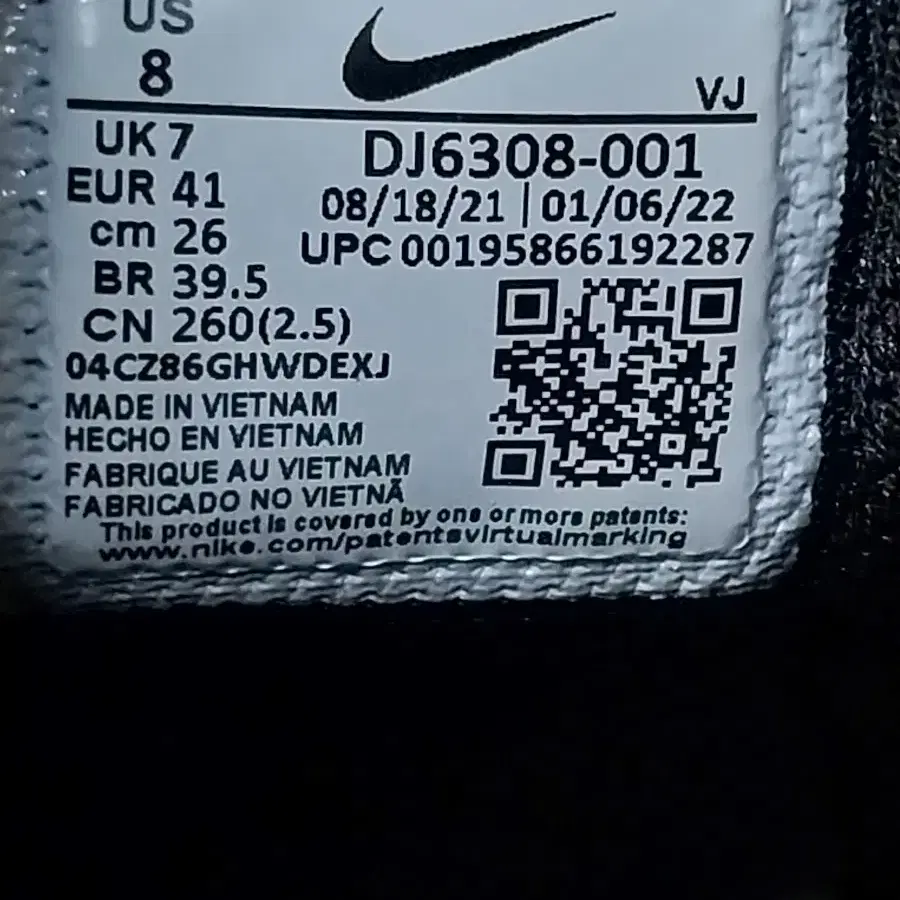 US
8
VJ
UK 7
EUR 41
cm 26
BR 39.5
CN 260(2.5)
DJ6308-001
08/18/21 | 01/06/22
UPC 00195866192287
04CZ86GHWDEXJ
MADE IN VIETNAM
HECHO EN VIETNAM
FABRIQUE AU VIETNAM
FABRICADO NO VIETNÃ
This product is covered by one or more patents:
www.nike.com/patentsvirtualmarking